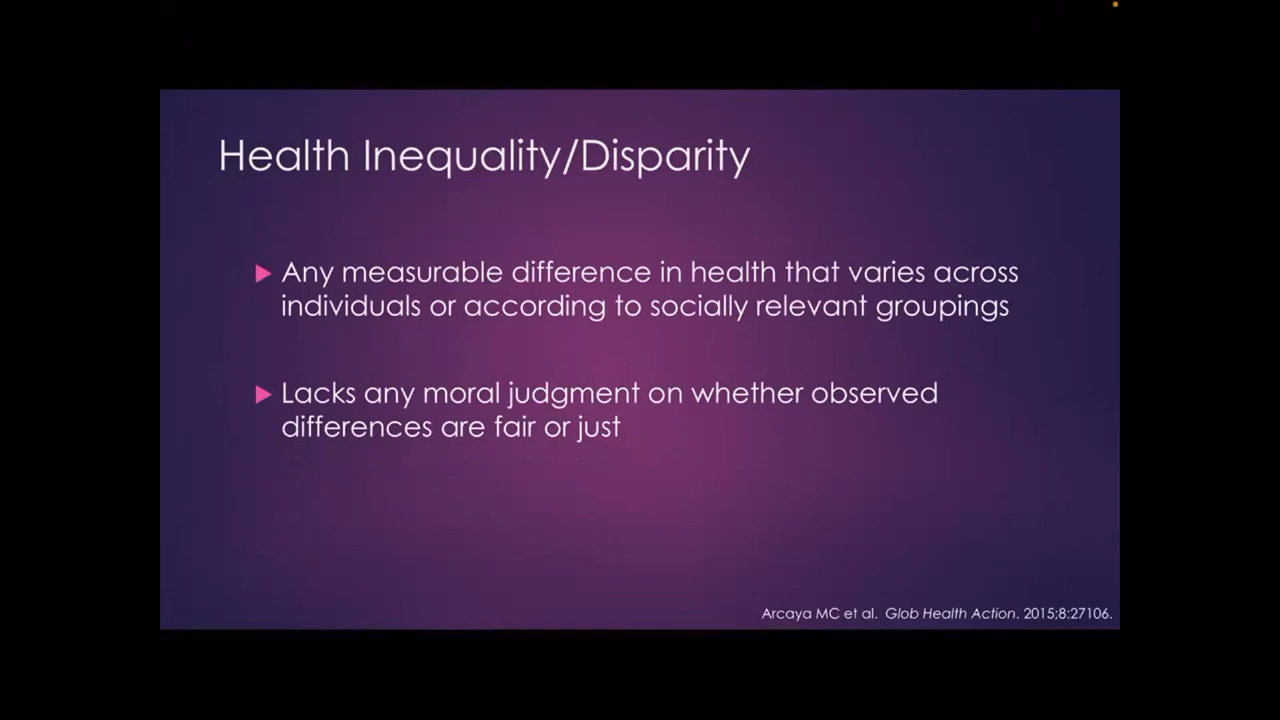 Health Inequality/Disparity
Any measurable difference in health that varies across
individuals or according to socially relevant groupings
Lacks any moral judgment on whether observed
differences are fair or just
Arcaya MC et al. Glob Health Action. 2015;8:27106.